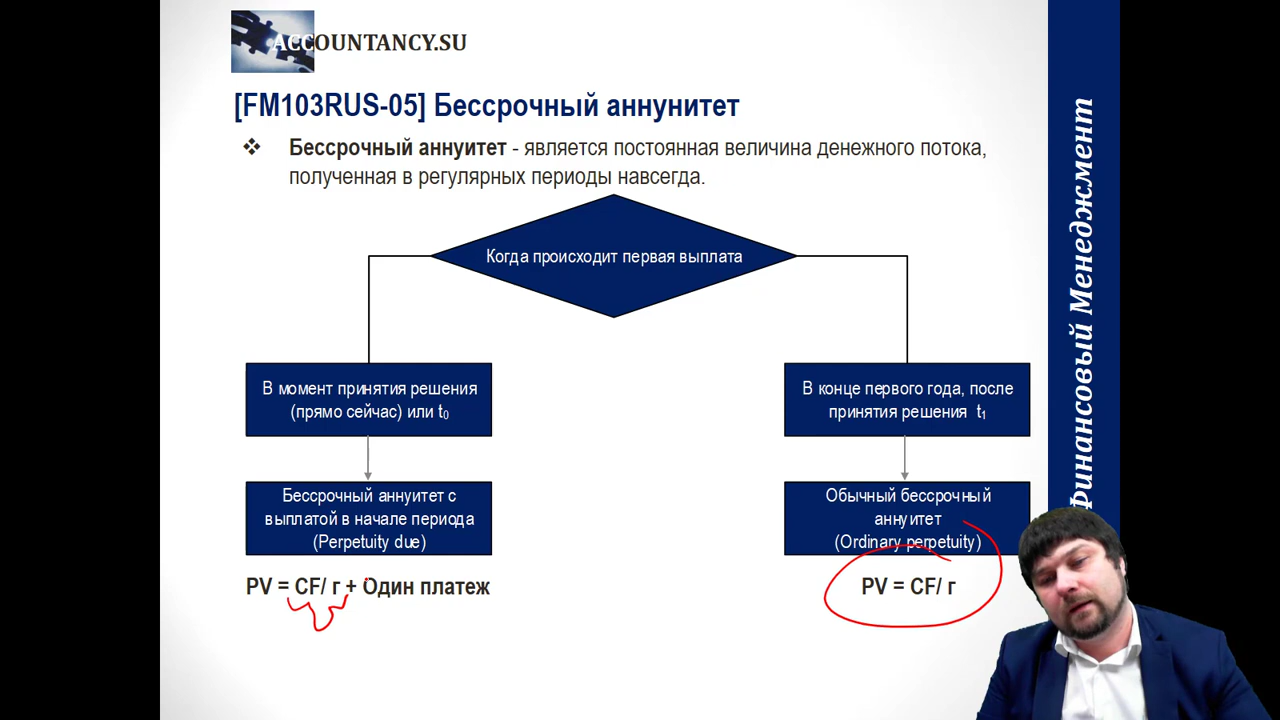 ACCOUNTANCY.SU
[FM103RUS-05] Бессрочный аннунитет
Бессрочный аннуитет - является постоянная величина денежного потока,
полученная в регулярных периоды навсегда.
Когда происходит первая выплата
В момент принятия решения
(прямо сейчас) или t₀
В конце первого года, после
принятия решения t₁
Бессрочный аннуитет с
выплатой в начале периода
(Perpetuity due)
Обычный бессрочный
аннуитет
(Ordinary perpetuity)
PV = CF/ r + Один платеж
PV = CF/ r
Финансовый Менеджмент